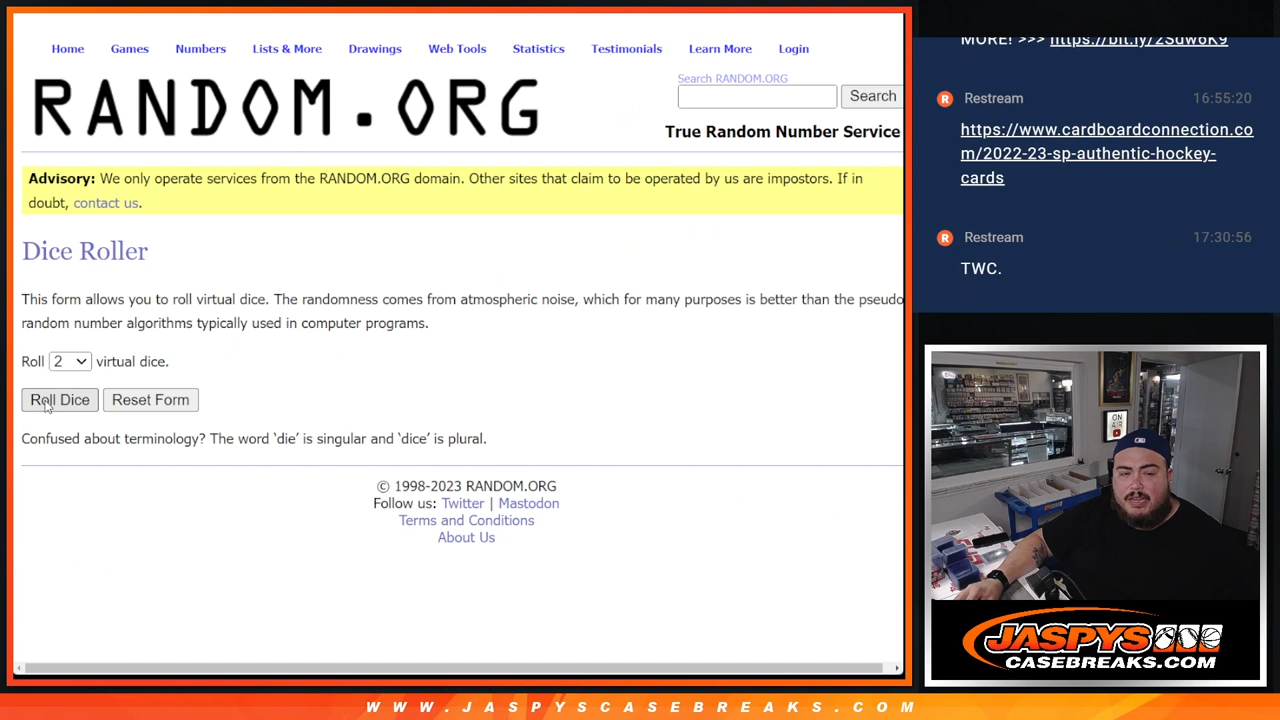 Home Games Numbers Lists & More Drawings Web Tools Statistics Testimonials Learn More Login
RANDOM.ORG
Search RANDOM.ORG
Search
True Random Number Service
Advisory: We only operate services from the RANDOM.ORG domain. Other sites that claim to be operated by us are impostors. If in
doubt, contact us.
Dice Roller
This form allows you to roll virtual dice. The randomness comes from atmospheric noise, which for many purposes is better than the pseudo
random number algorithms typically used in computer programs.
Roll 2 virtual dice.
Roll Dice Reset Form
Confused about terminology? The word ‘die’ is singular and ‘dice’ is plural.
© 1998-2023 RANDOM.ORG
Follow us: Twitter | Mastodon
Terms and Conditions
About Us
MORE! >>> https://bit.ly/2Sdw6K9
R Restream 16:55:20
https://www.cardboardconnection.co
m/2022-23-sp-authentic-hockey-
cards
R Restream 17:30:56
TWC.
ON
AIR
JASPYS
CASEBREAKS.COM
WWW.JASPYSCASEBREAKS.COM